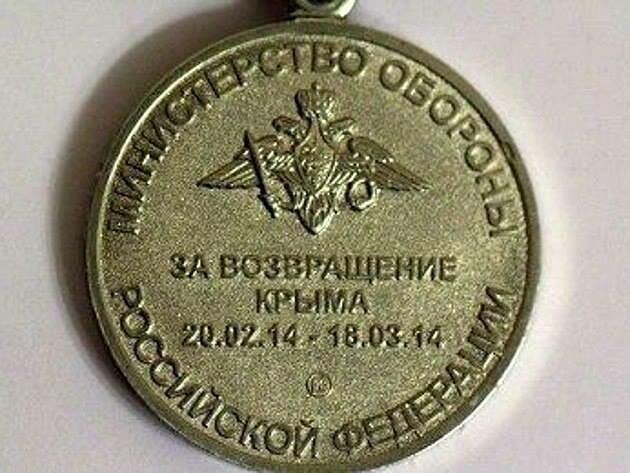 МИНИСТЕРСТВО ОБОРОНЫ
ЗА ВОЗВРАЩЕНИЕ
КРЫМА
20.02.14 - 18.03.14
РОССИЙСКОЙ ФЕДЕРАЦИИ